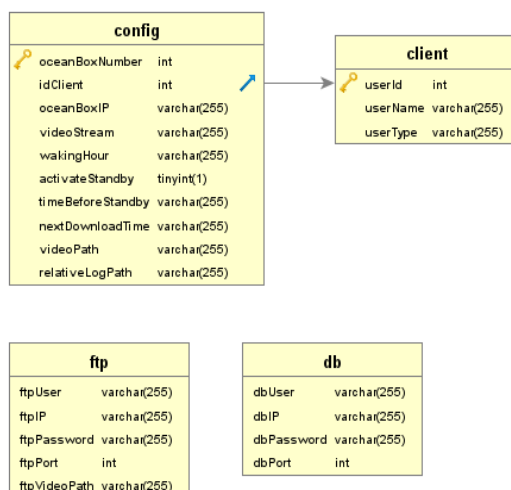 config
oceanBoxNumber int
idClient int
oceanBoxIP varchar(255)
videoStream varchar(255)
wakingHour varchar(255)
activateStandby tinyint(1)
timeBeforeStandby varchar(255)
nextDownloadTime varchar(255)
videoPath varchar(255)
relativeLogPath varchar(255)
client
userId int
userName varchar(255)
userType varchar(255)
ftp
ftpUser varchar(255)
ftpIP varchar(255)
ftpPassword varchar(255)
ftpPort int
ftpVideoPath varchar(255)
db
dbUser varchar(255)
dbIP varchar(255)
dbPassword varchar(255)
dbPort int